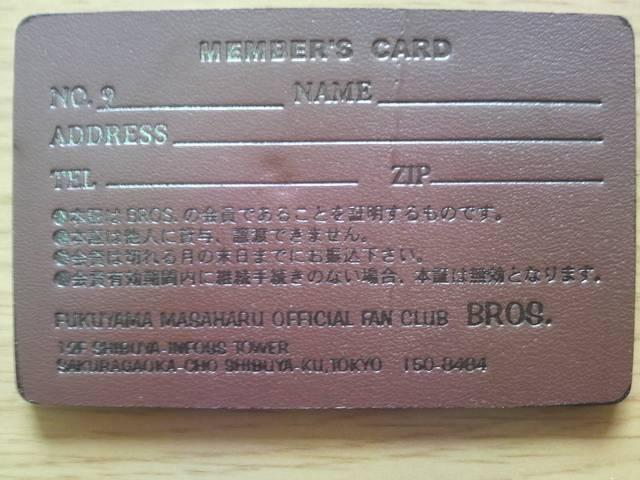 MEMBER'S CARD
NO. 9 NAME
ADDRESS
TEL ZIP
本証はBROS.の会員であることを証明するものです。
本証は他人に貸与、譲渡できません。
会費は切れる月の末日までにお振込下さい。
会費有効期間内に継続手続きのない場合、本証は無効となります。
FUKUYAMA MASAHARU OFFICIAL FAN CLUB BROS.
12F SHIBUYA-INFOSS TOWER
SAKURAGAOKA-CHO SHIBUYA-KU,TOKYO 150-8484